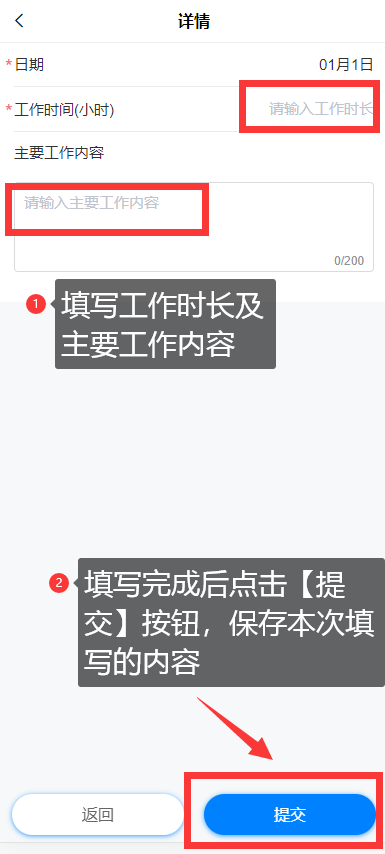 详情
*日期 01月1日
*工作时间(小时) 请输入工作时长
主要工作内容
请输入主要工作内容
0/200
1 填写工作时长及
主要工作内容
2 填写完成后点击【提
交】按钮，保存本次填
写的内容
返回 提交